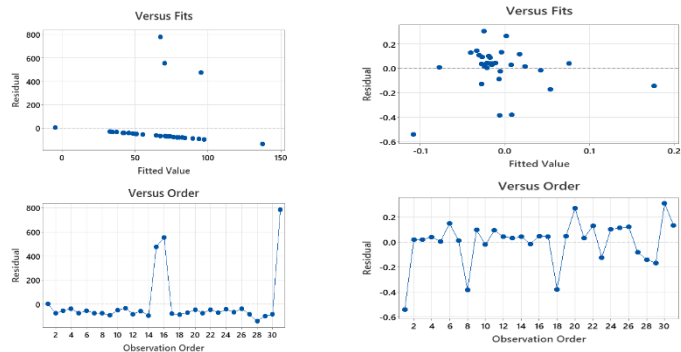 Versus Fits
800
600
400
200
0
Residual
0
50
100
150
Fitted Value
Versus Fits
0.2
0.0
-0.2
-0.4
-0.6
Residual
-0.1
0.0
0.1
0.2
Fitted Value
Versus Order
800
600
400
200
0
Residual
2 4 6 8 10 12 14 16 18 20 22 24 26 28 30
Observation Order
Versus Order
0.2
0.0
-0.2
-0.4
-0.6
Residual
2 4 6 8 10 12 14 16 18 20 22 24 26 28 30
Observation Order